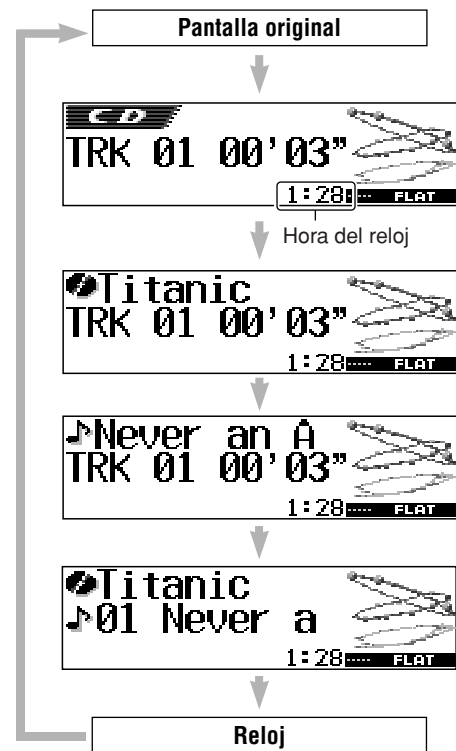 Pantalla original
CD
TRK 01 00'03"
1:28 FLAT
Hora del reloj
Titanic
TRK 01 00'03"
1:28 FLAT
Never an A
TRK 01 00'03"
1:28 FLAT
Titanic
01 Never a
1:28 FLAT
Reloj